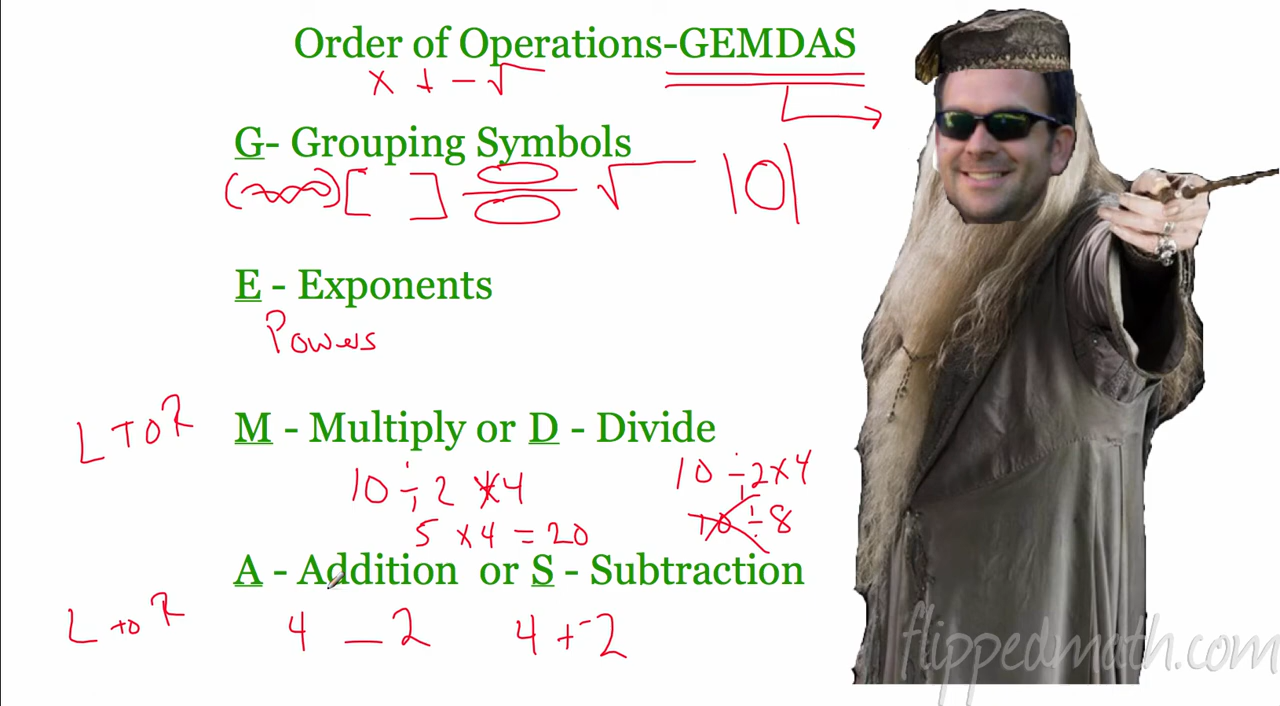 Order of Operations-GEMDAS
× + − √
G- Grouping Symbols
( ) [ ] √ |0|
E - Exponents
Powers
L TO R M - Multiply or D - Divide
10 ÷ 2 × 4 10 ÷ 2 × 4
5 × 4 = 20 10 ÷ 8
A - Addition or S - Subtraction
L to R 4 − 2 4 + -2
flippedmath.com